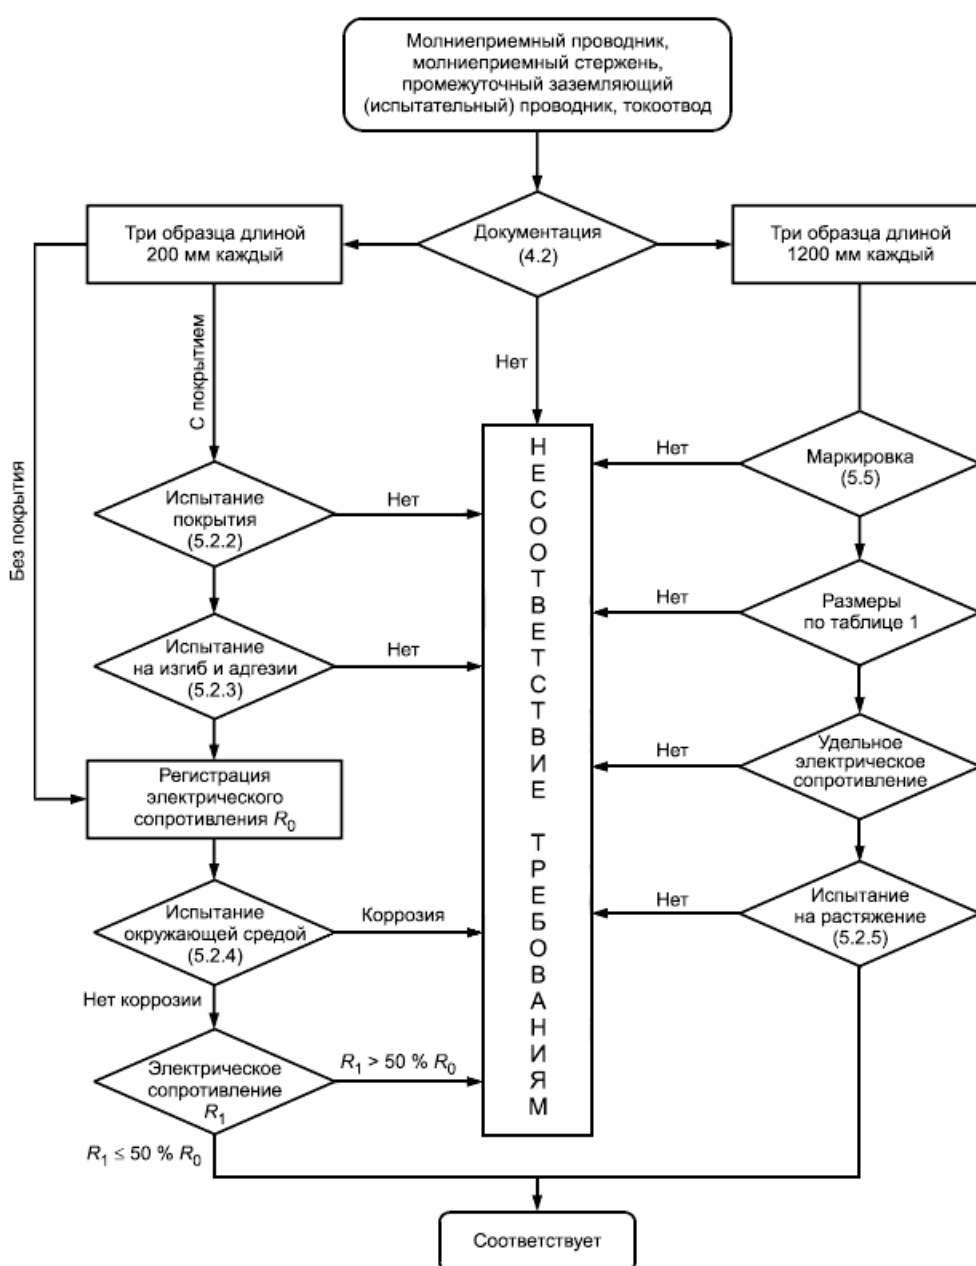 Молниеприемный проводник,
молниеприемный стержень,
промежуточный заземляющий
(испытательный) проводник, токоотвод
Три образца длиной
200 мм каждый
Документация
(4.2)
Три образца длиной
1200 мм каждый
С покрытием
Без покрытия
Нет
НЕСООТВЕТСТВИЕ ТРЕБОВАНИЯМ
Испытание
покрытия
(5.2.2)
Нет
Нет
Маркировка
(5.5)
Испытание
на изгиб и адгезии
(5.2.3)
Нет
Нет
Размеры
по таблице 1
Регистрация
электрического
сопротивления R0
Нет
Удельное
электрическое
сопротивление
Испытание
окружающей средой
(5.2.4)
Коррозия
Нет
Испытание
на растяжение
(5.2.5)
Нет коррозии
Электрическое
сопротивление
R1
R1 > 50 % R0
R1 ≤ 50 % R0
Соответствует